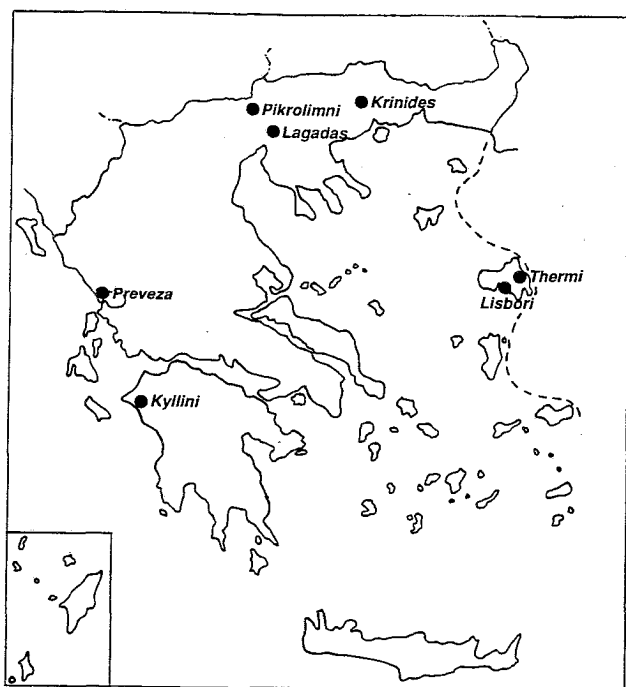 Krinides
Pikrolimni
Lagadas
Thermi
Lisbori
Preveza
Kyllini